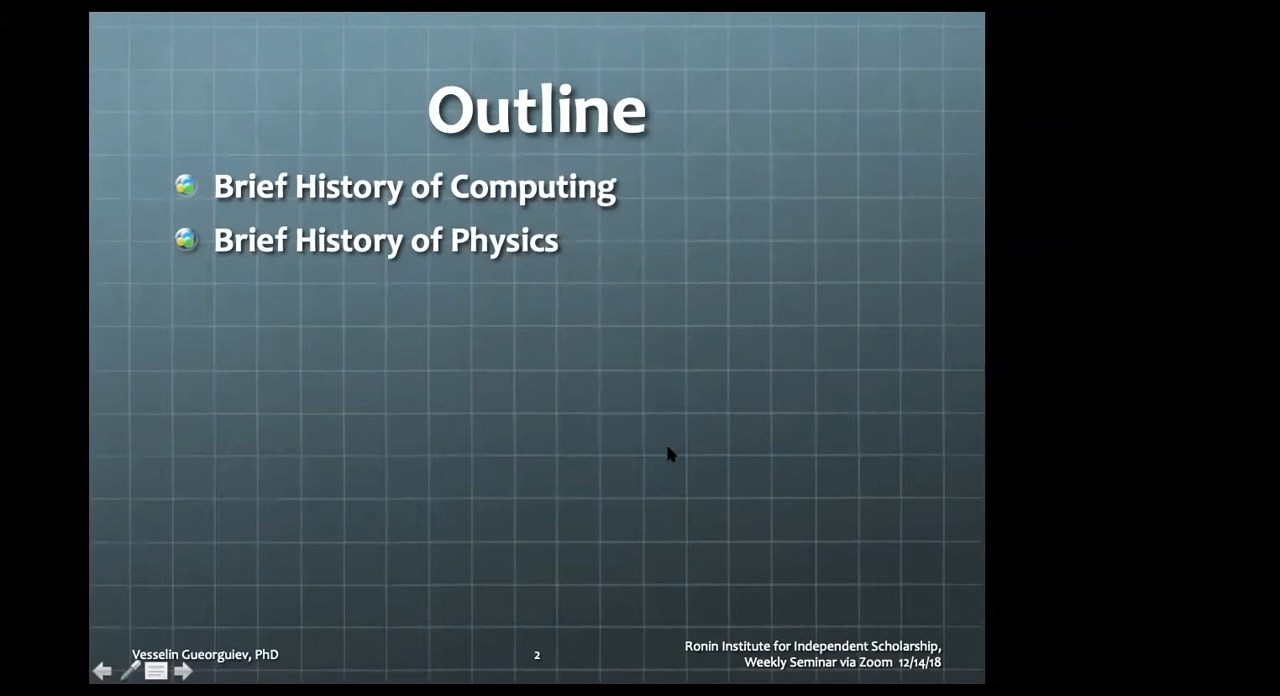 Outline
Brief History of Computing
Brief History of Physics
Vesselin Gueorguiev, PhD
2
Ronin Institute for Independent Scholarship,
Weekly Seminar via Zoom 12/14/18